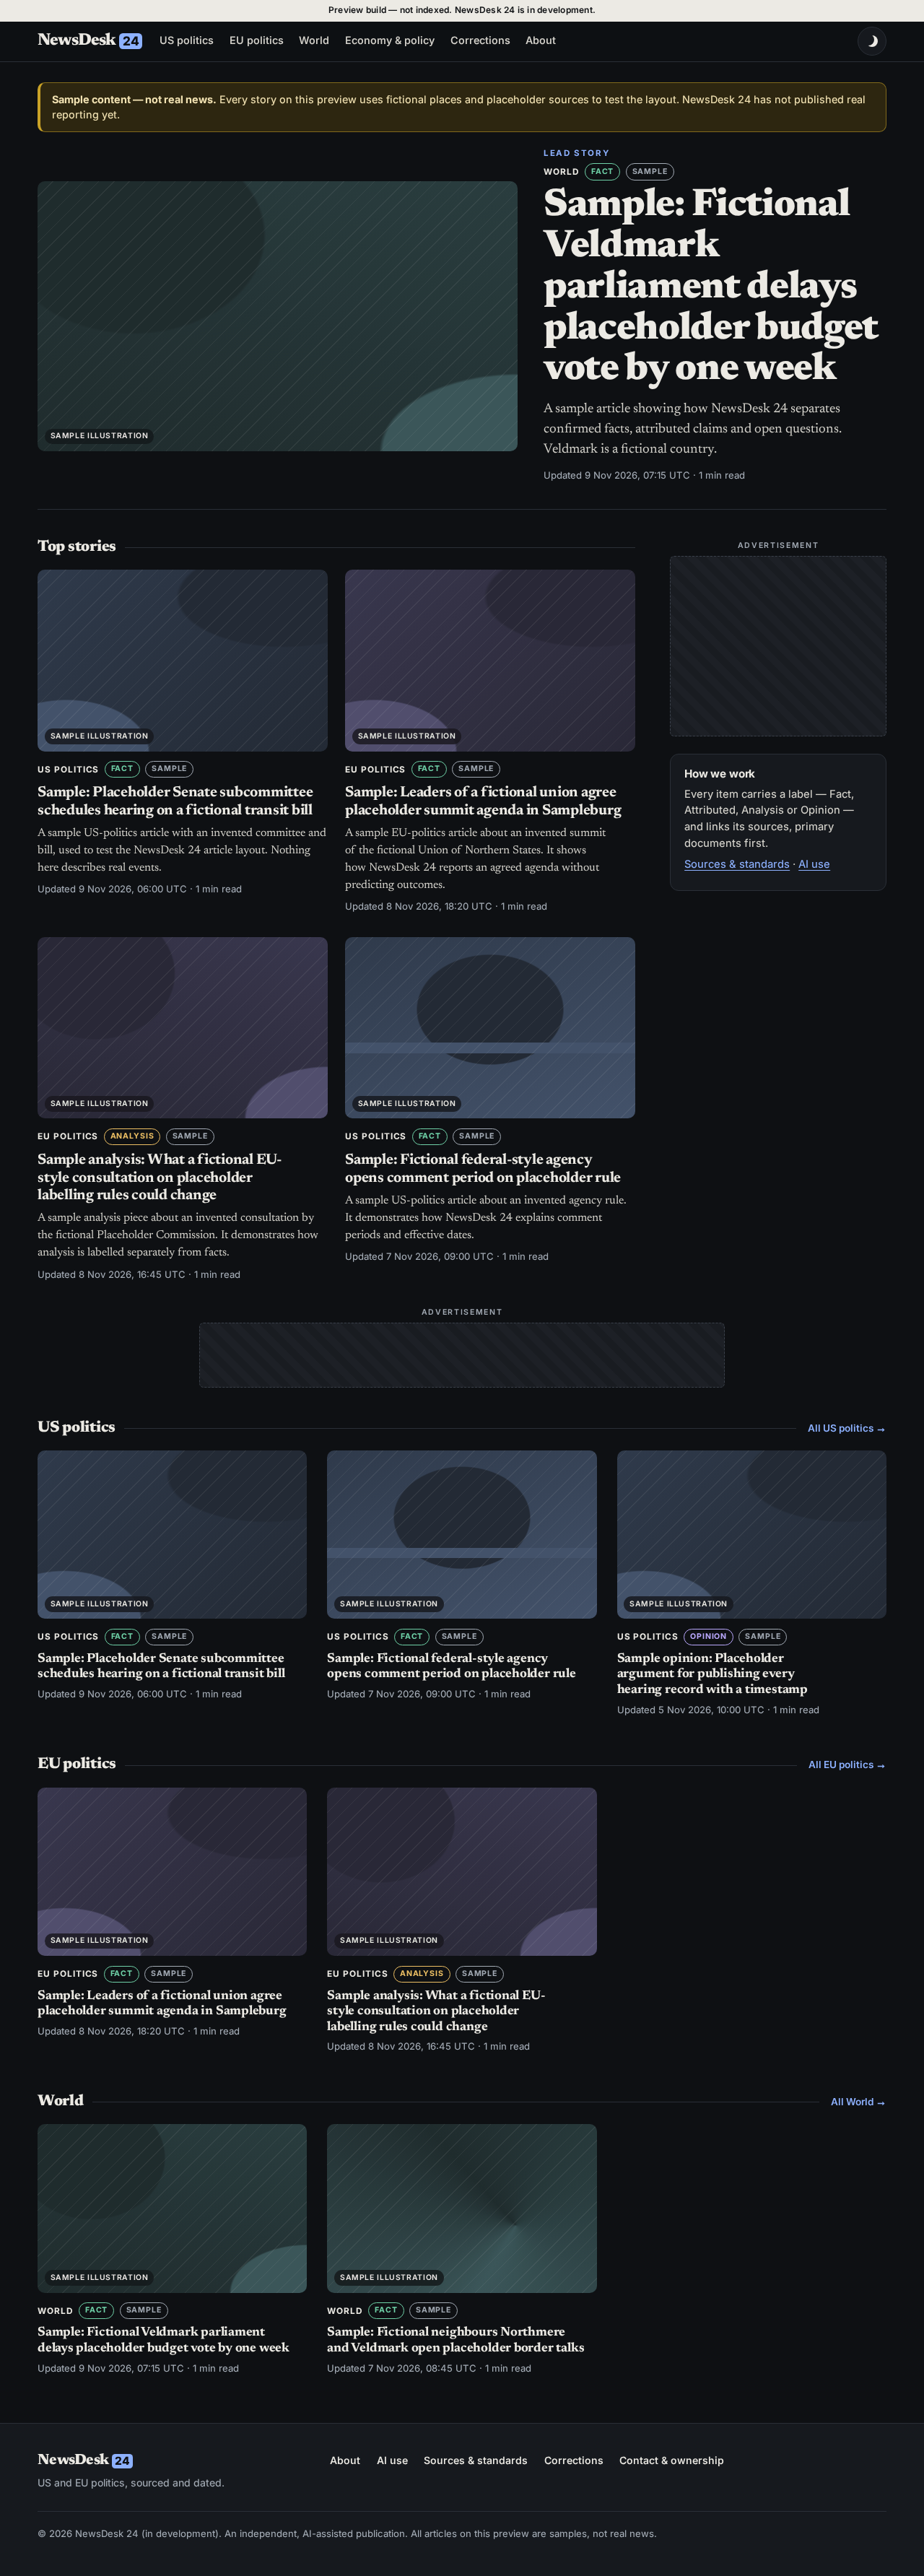 Preview build — not indexed. NewsDesk 24 is in development.
NewsDesk 24 US politics EU politics World Economy & policy Corrections About
Sample content — not real news. Every story on this preview uses fictional places and placeholder sources to test the layout. NewsDesk 24 has not published real
reporting yet.
SAMPLE ILLUSTRATION
LEAD STORY
WORLD FACT SAMPLE
Sample: Fictional
Veldmark
parliament delays
placeholder budget
vote by one week
A sample article showing how NewsDesk 24 separates
confirmed facts, attributed claims and open questions.
Veldmark is a fictional country.
Updated 9 Nov 2026, 07:15 UTC · 1 min read
Top stories
SAMPLE ILLUSTRATION
US POLITICS FACT SAMPLE
Sample: Placeholder Senate subcommittee
schedules hearing on a fictional transit bill
A sample US-politics article with an invented committee and
bill, used to test the NewsDesk 24 article layout. Nothing
here describes real events.
Updated 9 Nov 2026, 06:00 UTC · 1 min read
SAMPLE ILLUSTRATION
EU POLITICS FACT SAMPLE
Sample: Leaders of a fictional union agree
placeholder summit agenda in Sampleburg
A sample EU-politics article about an invented summit
of the fictional Union of Northern States. It shows
how NewsDesk 24 reports an agreed agenda without
predicting outcomes.
Updated 8 Nov 2026, 18:20 UTC · 1 min read
SAMPLE ILLUSTRATION
EU POLITICS ANALYSIS SAMPLE
Sample analysis: What a fictional EU-
style consultation on placeholder
labelling rules could change
A sample analysis piece about an invented consultation by
the fictional Placeholder Commission. It demonstrates how
analysis is labelled separately from facts.
Updated 8 Nov 2026, 16:45 UTC · 1 min read
SAMPLE ILLUSTRATION
US POLITICS FACT SAMPLE
Sample: Fictional federal-style agency
opens comment period on placeholder rule
A sample US-politics article about an invented agency rule.
It demonstrates how NewsDesk 24 explains comment
periods and effective dates.
Updated 7 Nov 2026, 09:00 UTC · 1 min read
ADVERTISEMENT
How we work
Every item carries a label — Fact,
Attributed, Analysis or Opinion —
and links its sources, primary
documents first.
Sources & standards · AI use
ADVERTISEMENT
US politics
All US politics →
SAMPLE ILLUSTRATION
US POLITICS FACT SAMPLE
Sample: Placeholder Senate subcommittee
schedules hearing on a fictional transit bill
Updated 9 Nov 2026, 06:00 UTC · 1 min read
SAMPLE ILLUSTRATION
US POLITICS FACT SAMPLE
Sample: Fictional federal-style agency
opens comment period on placeholder rule
Updated 7 Nov 2026, 09:00 UTC · 1 min read
SAMPLE ILLUSTRATION
US POLITICS OPINION SAMPLE
Sample opinion: Placeholder
argument for publishing every
hearing record with a timestamp
Updated 5 Nov 2026, 10:00 UTC · 1 min read
EU politics
All EU politics →
SAMPLE ILLUSTRATION
EU POLITICS FACT SAMPLE
Sample: Leaders of a fictional union agree
placeholder summit agenda in Sampleburg
Updated 8 Nov 2026, 18:20 UTC · 1 min read
SAMPLE ILLUSTRATION
EU POLITICS ANALYSIS SAMPLE
Sample analysis: What a fictional EU-
style consultation on placeholder
labelling rules could change
Updated 8 Nov 2026, 16:45 UTC · 1 min read
World
All World →
SAMPLE ILLUSTRATION
WORLD FACT SAMPLE
Sample: Fictional Veldmark parliament
delays placeholder budget vote by one week
Updated 9 Nov 2026, 07:15 UTC · 1 min read
SAMPLE ILLUSTRATION
WORLD FACT SAMPLE
Sample: Fictional neighbours Northmere
and Veldmark open placeholder border talks
Updated 7 Nov 2026, 08:45 UTC · 1 min read
NewsDesk 24
US and EU politics, sourced and dated.
About AI use Sources & standards Corrections Contact & ownership
© 2026 NewsDesk 24 (in development). An independent, AI-assisted publication. All articles on this preview are samples, not real news.